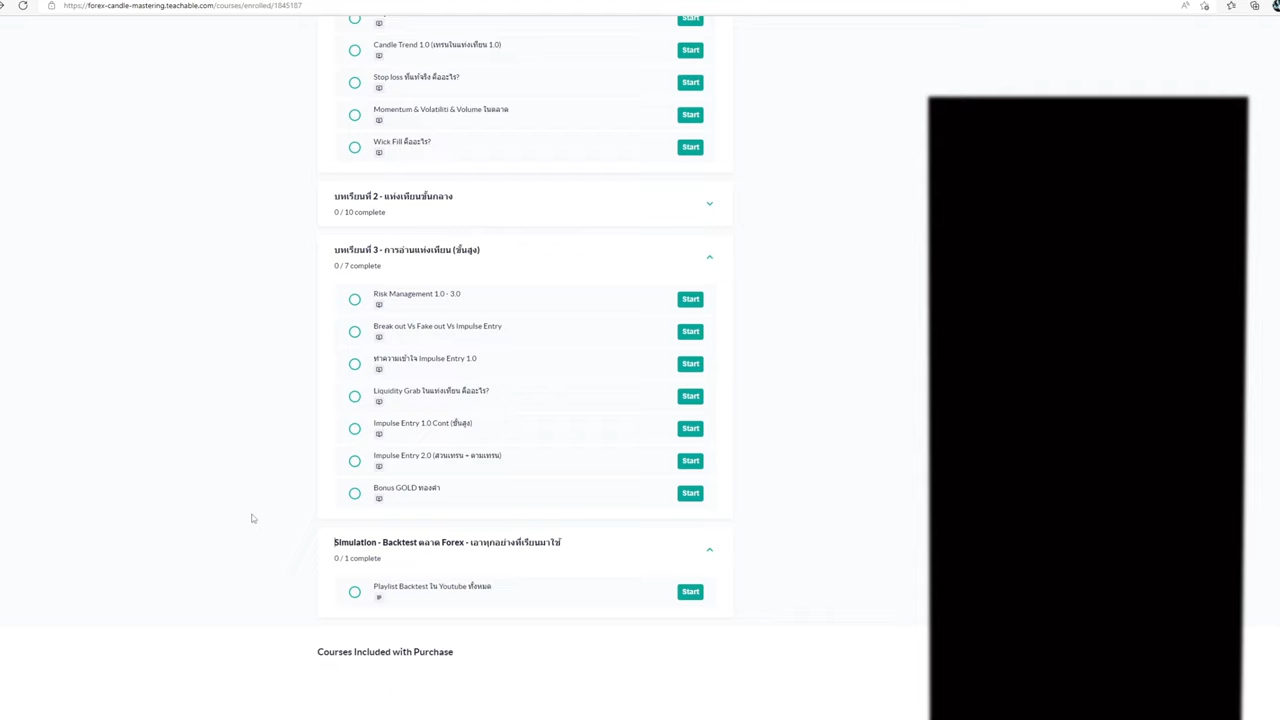 https://forex-candle-mastering.teachable.com/courses/enrolled/1845187
Start
Candle Trend 1.0 (เทรนในแท่งเทียน 1.0)
Start
Stop loss ที่แท้จริง คืออะไร?
Start
Momentum & Volatiliti & Volume ในตลาด
Start
Wick Fill คืออะไร?
Start
บทเรียนที่ 2 - แท่งเทียนขั้นกลาง
0 / 10 complete
บทเรียนที่ 3 - การอ่านแท่งเทียน (ขั้นสูง)
0 / 7 complete
Risk Management 1.0 - 3.0
Start
Break out Vs Fake out Vs Impulse Entry
Start
ทำความเข้าใจ Impulse Entry 1.0
Start
Liquidity Grab ในแท่งเทียน คืออะไร?
Start
Impulse Entry 1.0 Cont (ขั้นสูง)
Start
Impulse Entry 2.0 (สวนเทรน + ตามเทรน)
Start
Bonus GOLD ทองคำ
Start
Simulation - Backtest ตลาด Forex - เอาทุกอย่างที่เรียนมาใช้
0 / 1 complete
Playlist Backtest ใน Youtube ทั้งหมด
Start
Courses Included with Purchase